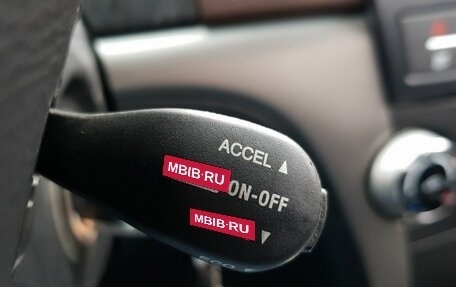 ACCEL ▲
MBIB·RU ON-OFF
MBIB·RU ▼